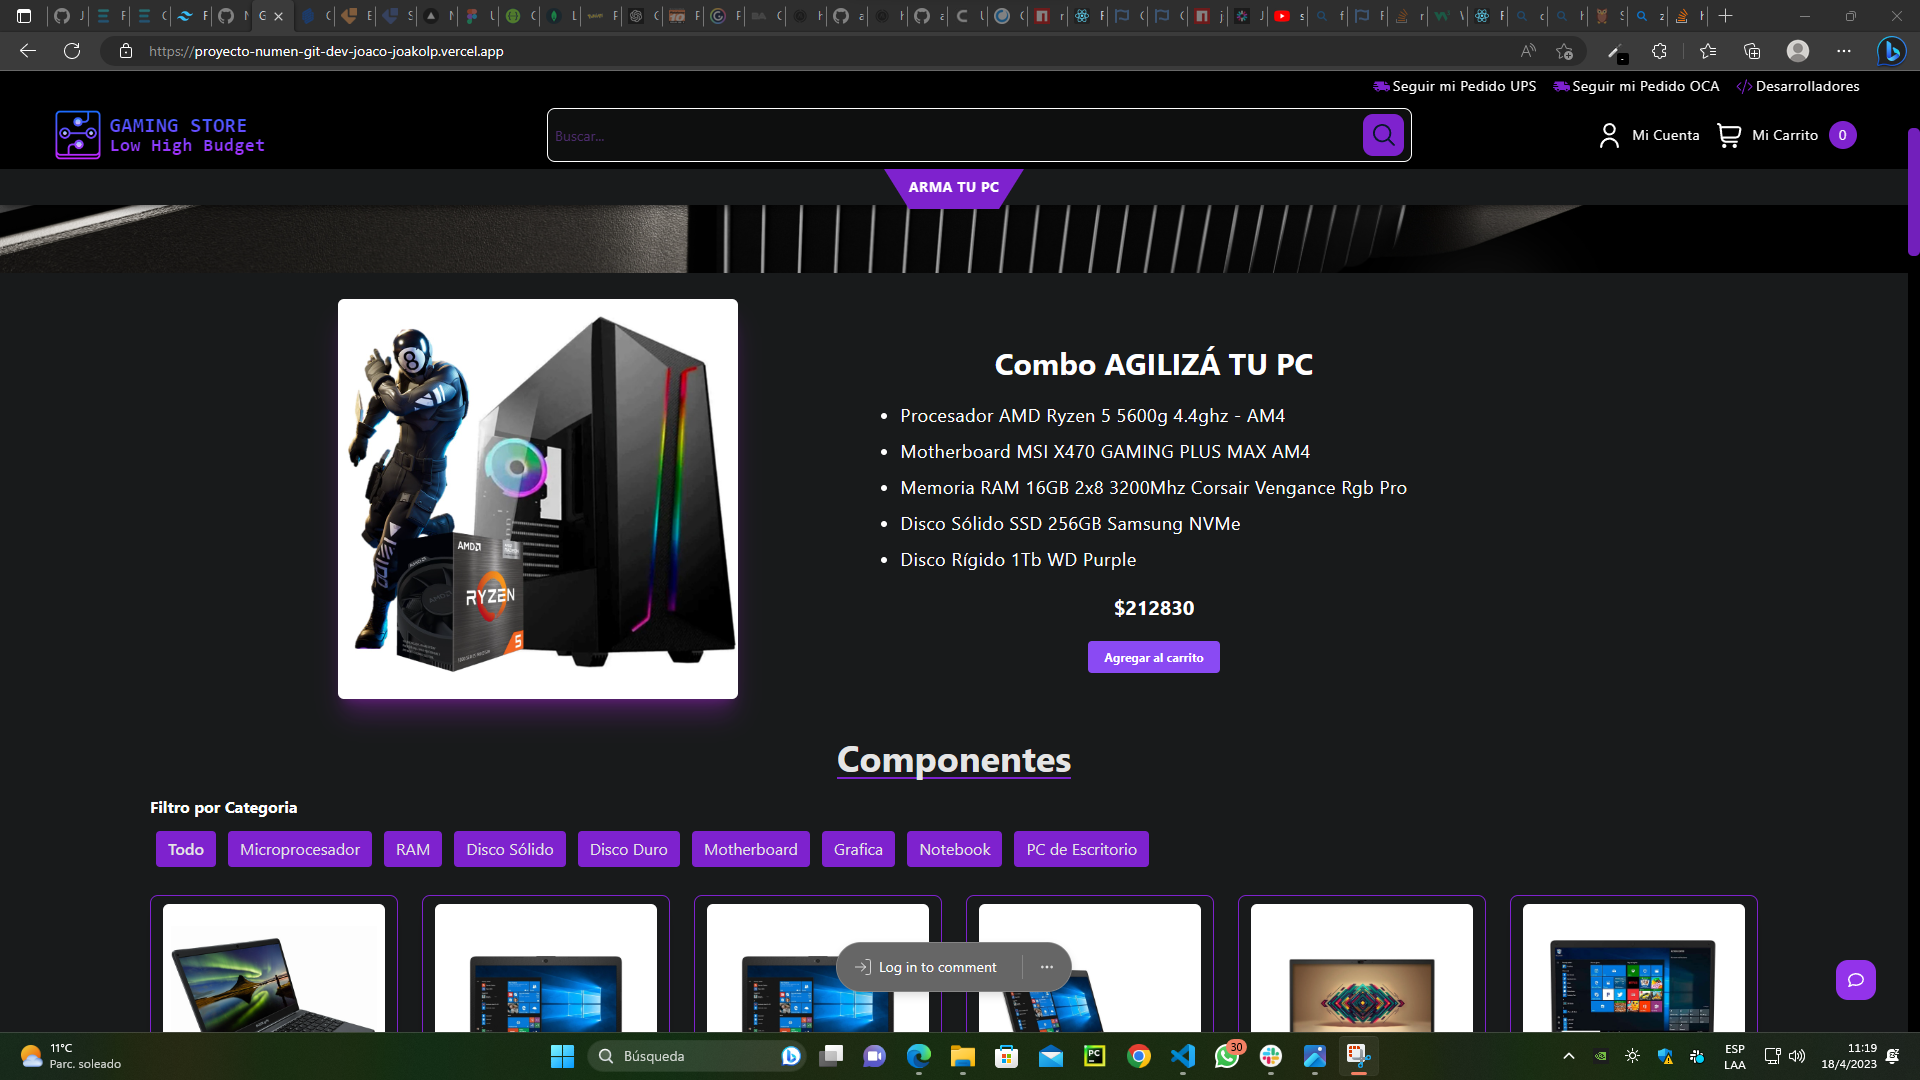 https://proyecto-numen-git-dev-joaco-joakolp.vercel.app
Seguir mi Pedido UPS
Seguir mi Pedido OCA
Desarrolladores
GAMING STORE
Low High Budget
Buscar...
Mi Cuenta
Mi Carrito
0
ARMA TU PC
Combo AGILIZÁ TU PC
• Procesador AMD Ryzen 5 5600g 4.4ghz - AM4
• Motherboard MSI X470 GAMING PLUS MAX AM4
• Memoria RAM 16GB 2x8 3200Mhz Corsair Vengance Rgb Pro
• Disco Sólido SSD 256GB Samsung NVMe
• Disco Rígido 1Tb WD Purple
$212830
Agregar al carrito
8
AMD
RYZEN
5
Componentes
Filtro por Categoria
Todo
Microprocesador
RAM
Disco Sólido
Disco Duro
Motherboard
Grafica
Notebook
PC de Escritorio
Log in to comment
11°C
Parc. soleado
Búsqueda
PC
30
ESP
LAA
11:19
18/4/2023